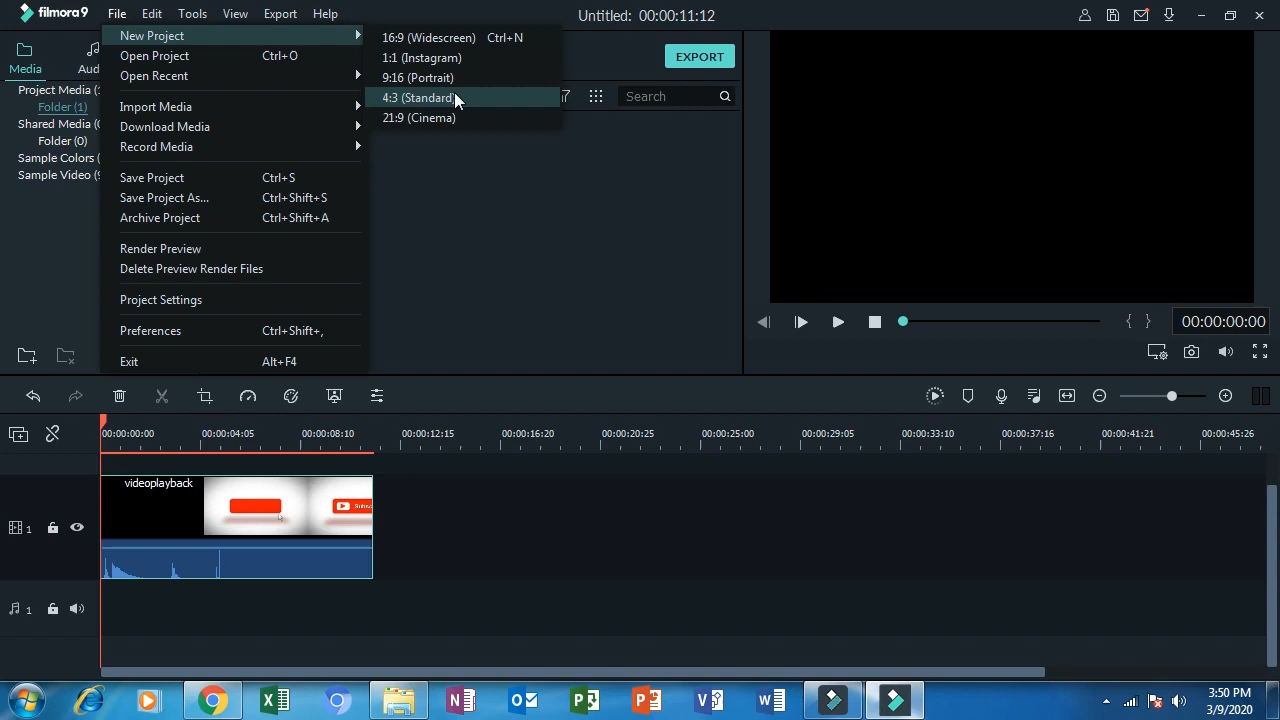 filmora9 File Edit Tools View Export Help Untitled: 00:00:11:12
Media Aud EXPORT
Search
Project Media (1
Folder (1)
Shared Media (0
Folder (0)
Sample Colors (
Sample Video (9
New Project
Open Project Ctrl+O
Open Recent
Import Media
Download Media
Record Media
Save Project Ctrl+S
Save Project As... Ctrl+Shift+S
Archive Project Ctrl+Shift+A
Render Preview
Delete Preview Render Files
Project Settings
Preferences Ctrl+Shift+,
Exit Alt+F4
16:9 (Widescreen) Ctrl+N
1:1 (Instagram)
9:16 (Portrait)
4:3 (Standard)
21:9 (Cinema)
{ } 00:00:00:00
00:00:00:00 00:00:04:05 00:00:08:10 00:00:12:15 00:00:16:20 00:00:20:25 00:00:25:00 00:00:29:05 00:00:33:10 00:00:37:16 00:00:41:21 00:00:45:26
videoplayback
Subsc
1
1
3:50 PM
3/9/2020